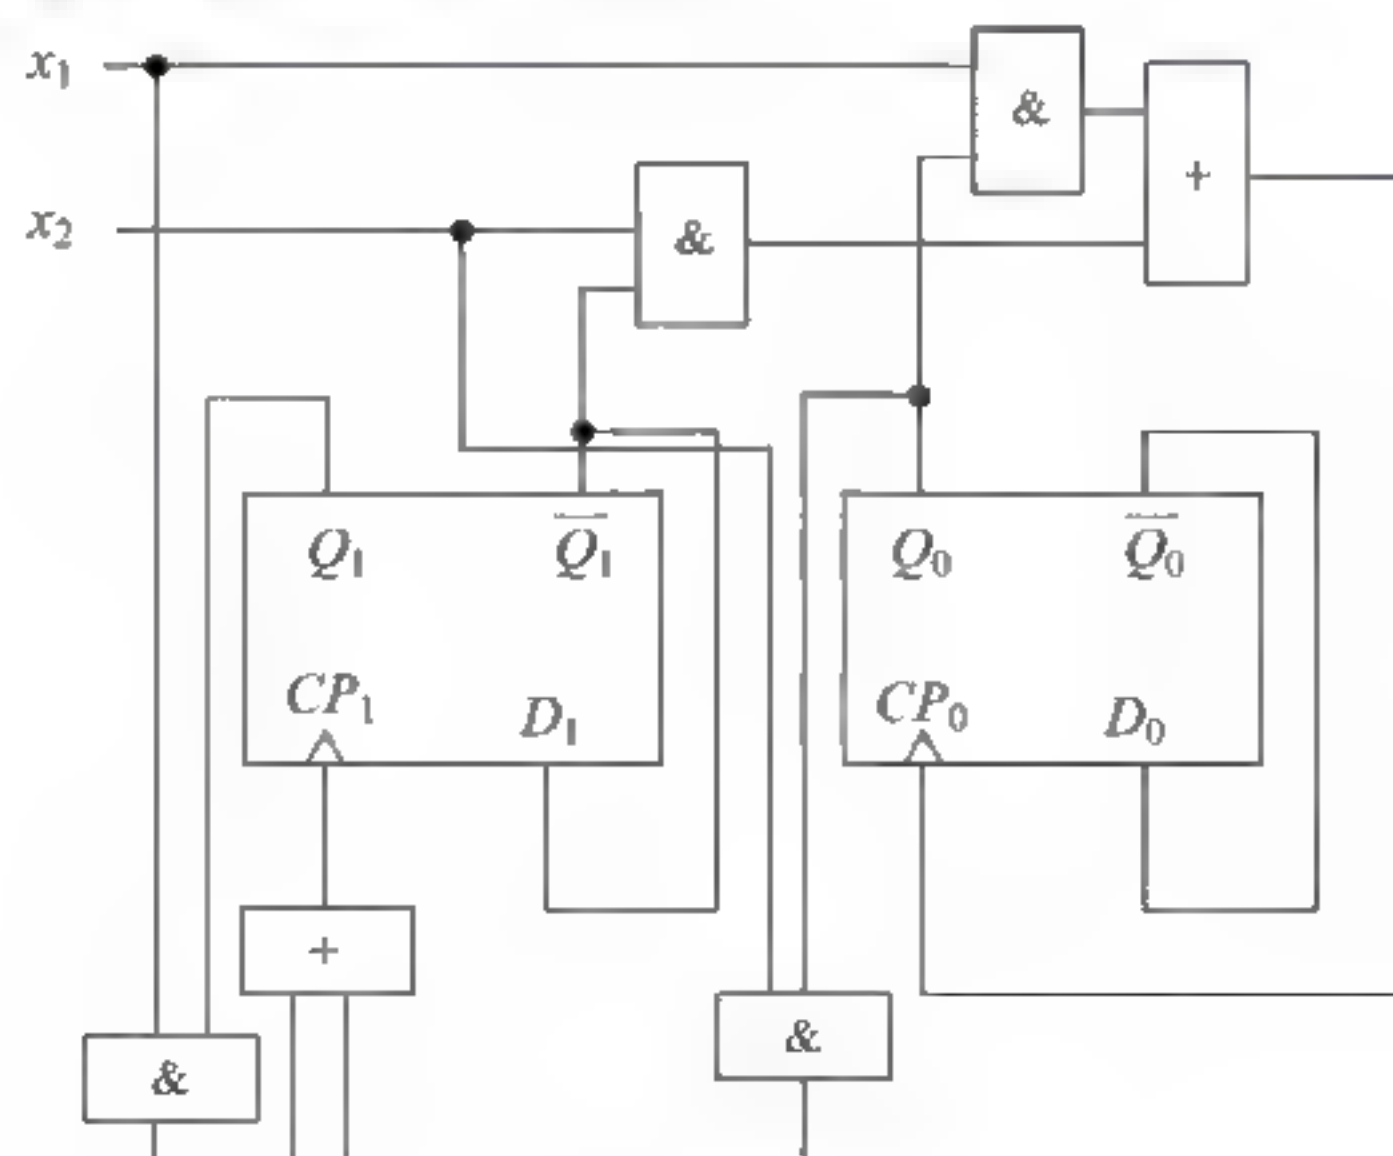 x₁
&
+
x₂
&
Q₁
Q̅₁
Q₀
Q̅₀
CP₁
D₁
CP₀
D₀
+
&
&